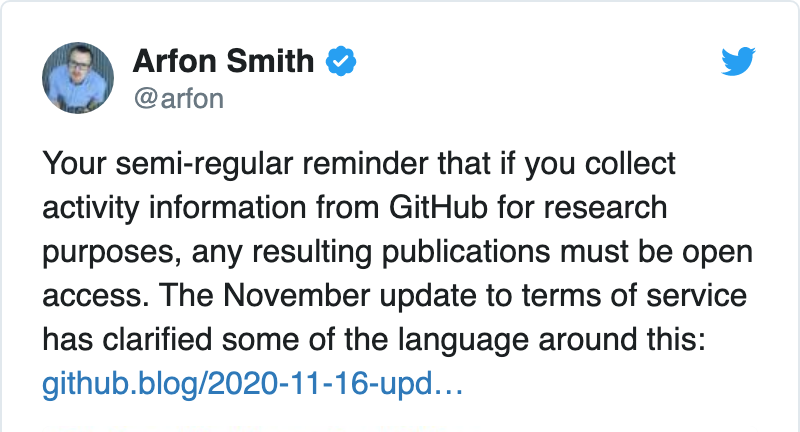 Arfon Smith
@arfon
Your semi-regular reminder that if you collect
activity information from GitHub for research
purposes, any resulting publications must be open
access. The November update to terms of service
has clarified some of the language around this:
github.blog/2020-11-16-upd…